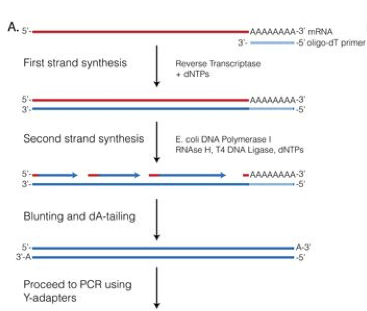 A. 5'- AAAAAAAA-3' mRNA
3'- -5' oligo-dT primer
First strand synthesis
Reverse Transcriptase
+ dNTPs
5'- AAAAAAAA-3'
3'- -5'
Second strand synthesis
E. coli DNA Polymerase I
RNAse H, T4 DNA Ligase, dNTPs
5'- AAAAAAAA-3'
3'- -5'
Blunting and dA-tailing
5'- A-3'
3'-A -5'
Proceed to PCR using
Y-adapters